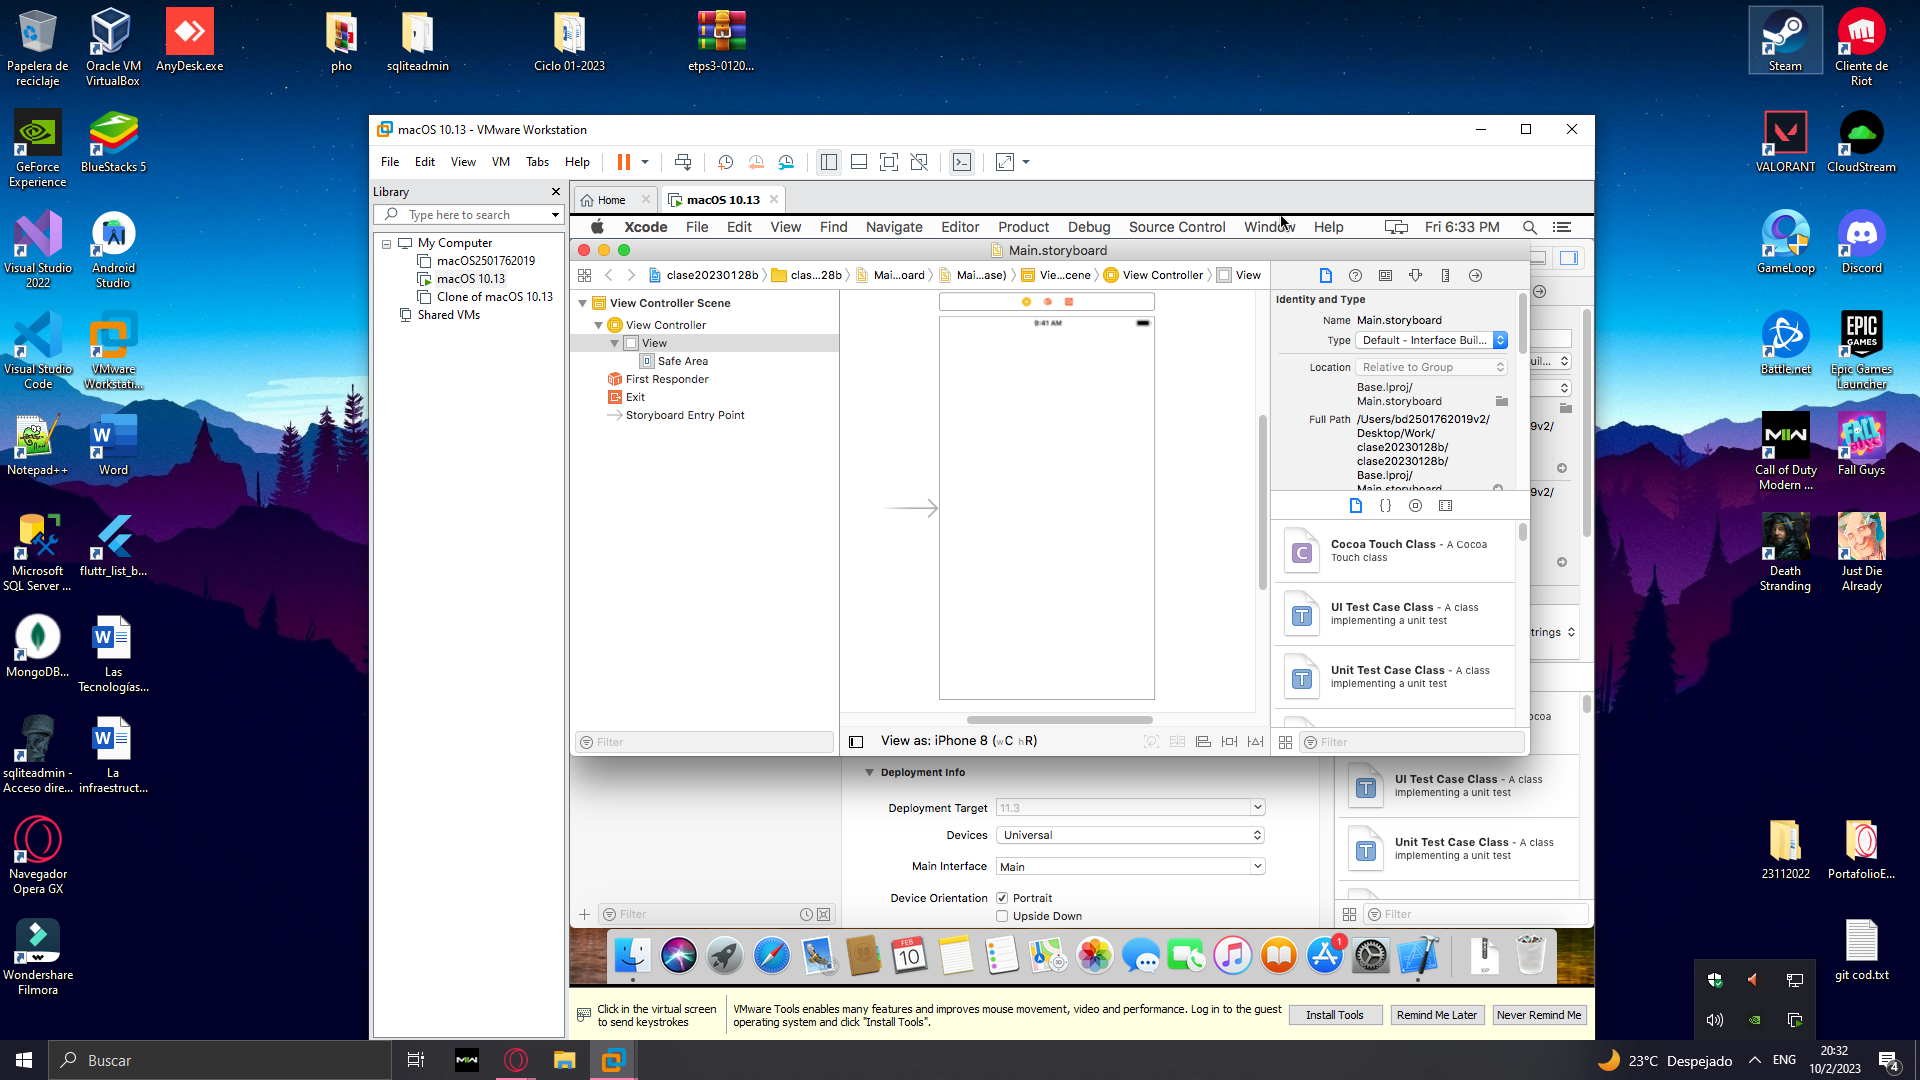 Papelera de
reciclaje
Oracle VM
VirtualBox
AnyDesk.exe
pho
sqliteadmin
Ciclo 01-2023
etps3-0120...
Steam
Cliente de
Riot
GeForce
Experience
BlueStacks 5
VALORANT
CloudStream
Visual Studio
2022
Android
Studio
GameLoop
Discord
Visual Studio
Code
VMware
Workstati...
Battle.net
Epic Games
Launcher
Notepad++
Word
Call of Duty
Modern ...
Fall Guys
Microsoft
SQL Server ...
fluttr_list_b...
Death
Stranding
Just Die
Already
MongoDB...
Las
Tecnologías...
sqliteadmin -
Acceso dire...
La
infraestruct...
Navegador
Opera GX
23112022
PortafolioE...
Wondershare
Filmora
git cod.txt
macOS 10.13 - VMware Workstation
File Edit View VM Tabs Help
Library
Type here to search
My Computer
macOS2501762019
macOS 10.13
Clone of macOS 10.13
Shared VMs
Home
macOS 10.13
Xcode File Edit View Find Navigate Editor Product Debug Source Control Window Help Fri 6:33 PM
Main.storyboard
clase20230128b clas...28b Mai...oard Mai...ase) Vie...cene View Controller View
View Controller Scene
View Controller
View
Safe Area
First Responder
Exit
Storyboard Entry Point
Filter
9:41 AM
View as: iPhone 8 (wC hR)
Identity and Type
Name Main.storyboard
Type Default - Interface Buil...
Location Relative to Group
Base.lproj/
Main.storyboard
Full Path /Users/bd2501762019v2/
Desktop/Work/
clase20230128b/
clase20230128b/
Base.lproj/
Main.storyboard
Cocoa Touch Class - A Cocoa
Touch class
UI Test Case Class - A class
implementing a unit test
Unit Test Case Class - A class
implementing a unit test
Filter
uil...
9v2/
9v2/
trings
ocoa
UI Test Case Class - A class
implementing a unit test
Unit Test Case Class - A class
implementing a unit test
Filter
Deployment Info
Deployment Target 11.3
Devices Universal
Main Interface Main
Device Orientation Portrait
Upside Down
Filter
FEB
10
1
XIP
Click in the virtual screen
to send keystrokes
VMware Tools enables many features and improves mouse movement, video and performance. Log in to the guest
operating system and click "Install Tools".
Install Tools
Remind Me Later
Never Remind Me
Buscar
23°C Despejado
ENG
20:32
10/2/2023
4